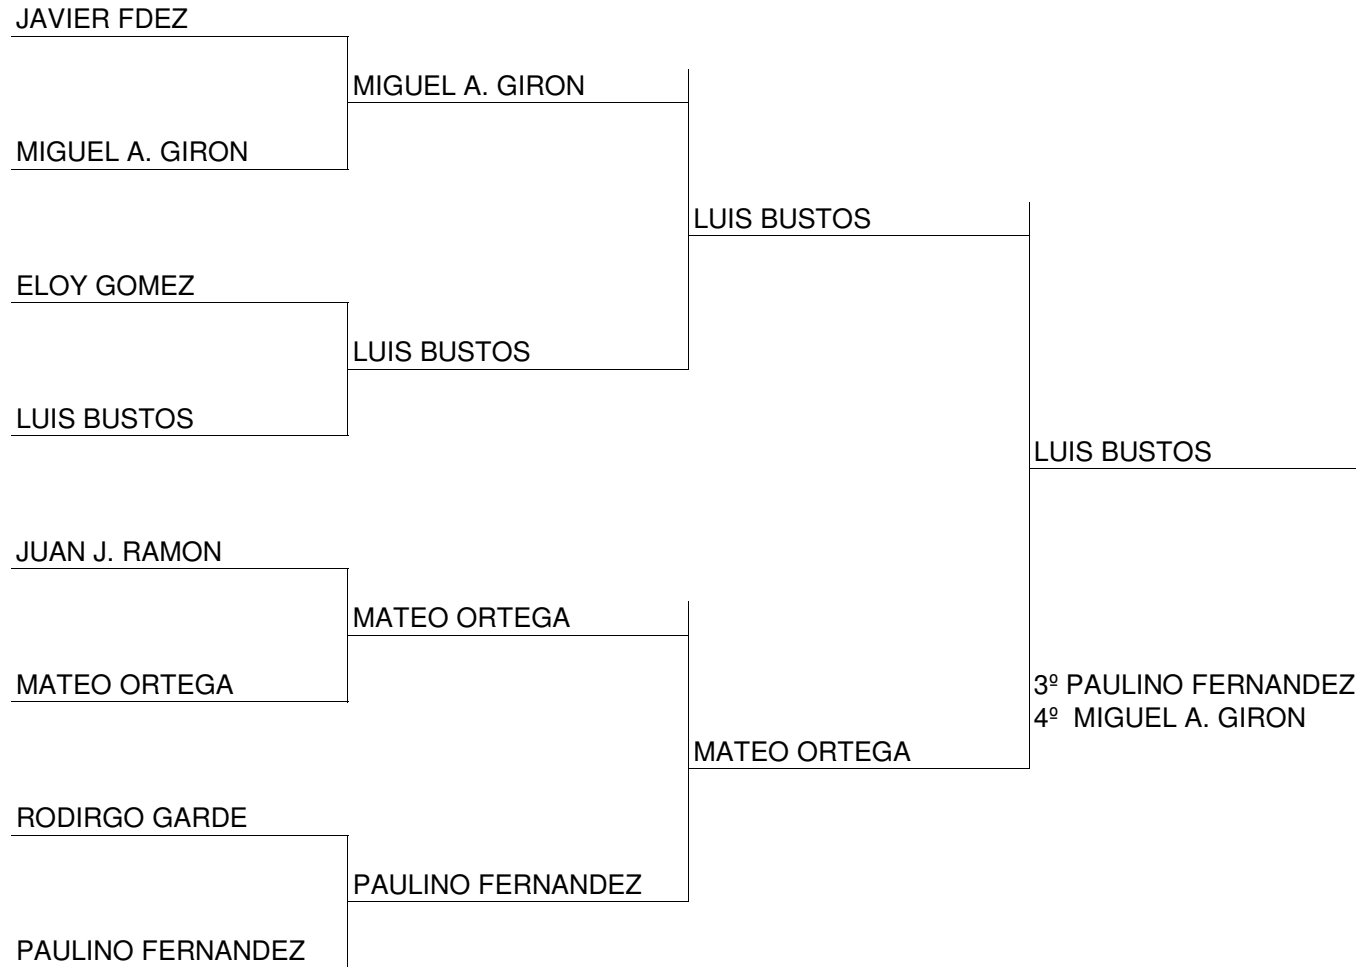 JAVIER FDEZ
MIGUEL A. GIRON
MIGUEL A. GIRON
LUIS BUSTOS
ELOY GOMEZ
LUIS BUSTOS
LUIS BUSTOS
LUIS BUSTOS
JUAN J. RAMON
MATEO ORTEGA
MATEO ORTEGA
3º PAULINO FERNANDEZ
4º MIGUEL A. GIRON
MATEO ORTEGA
RODIRGO GARDE
PAULINO FERNANDEZ
PAULINO FERNANDEZ